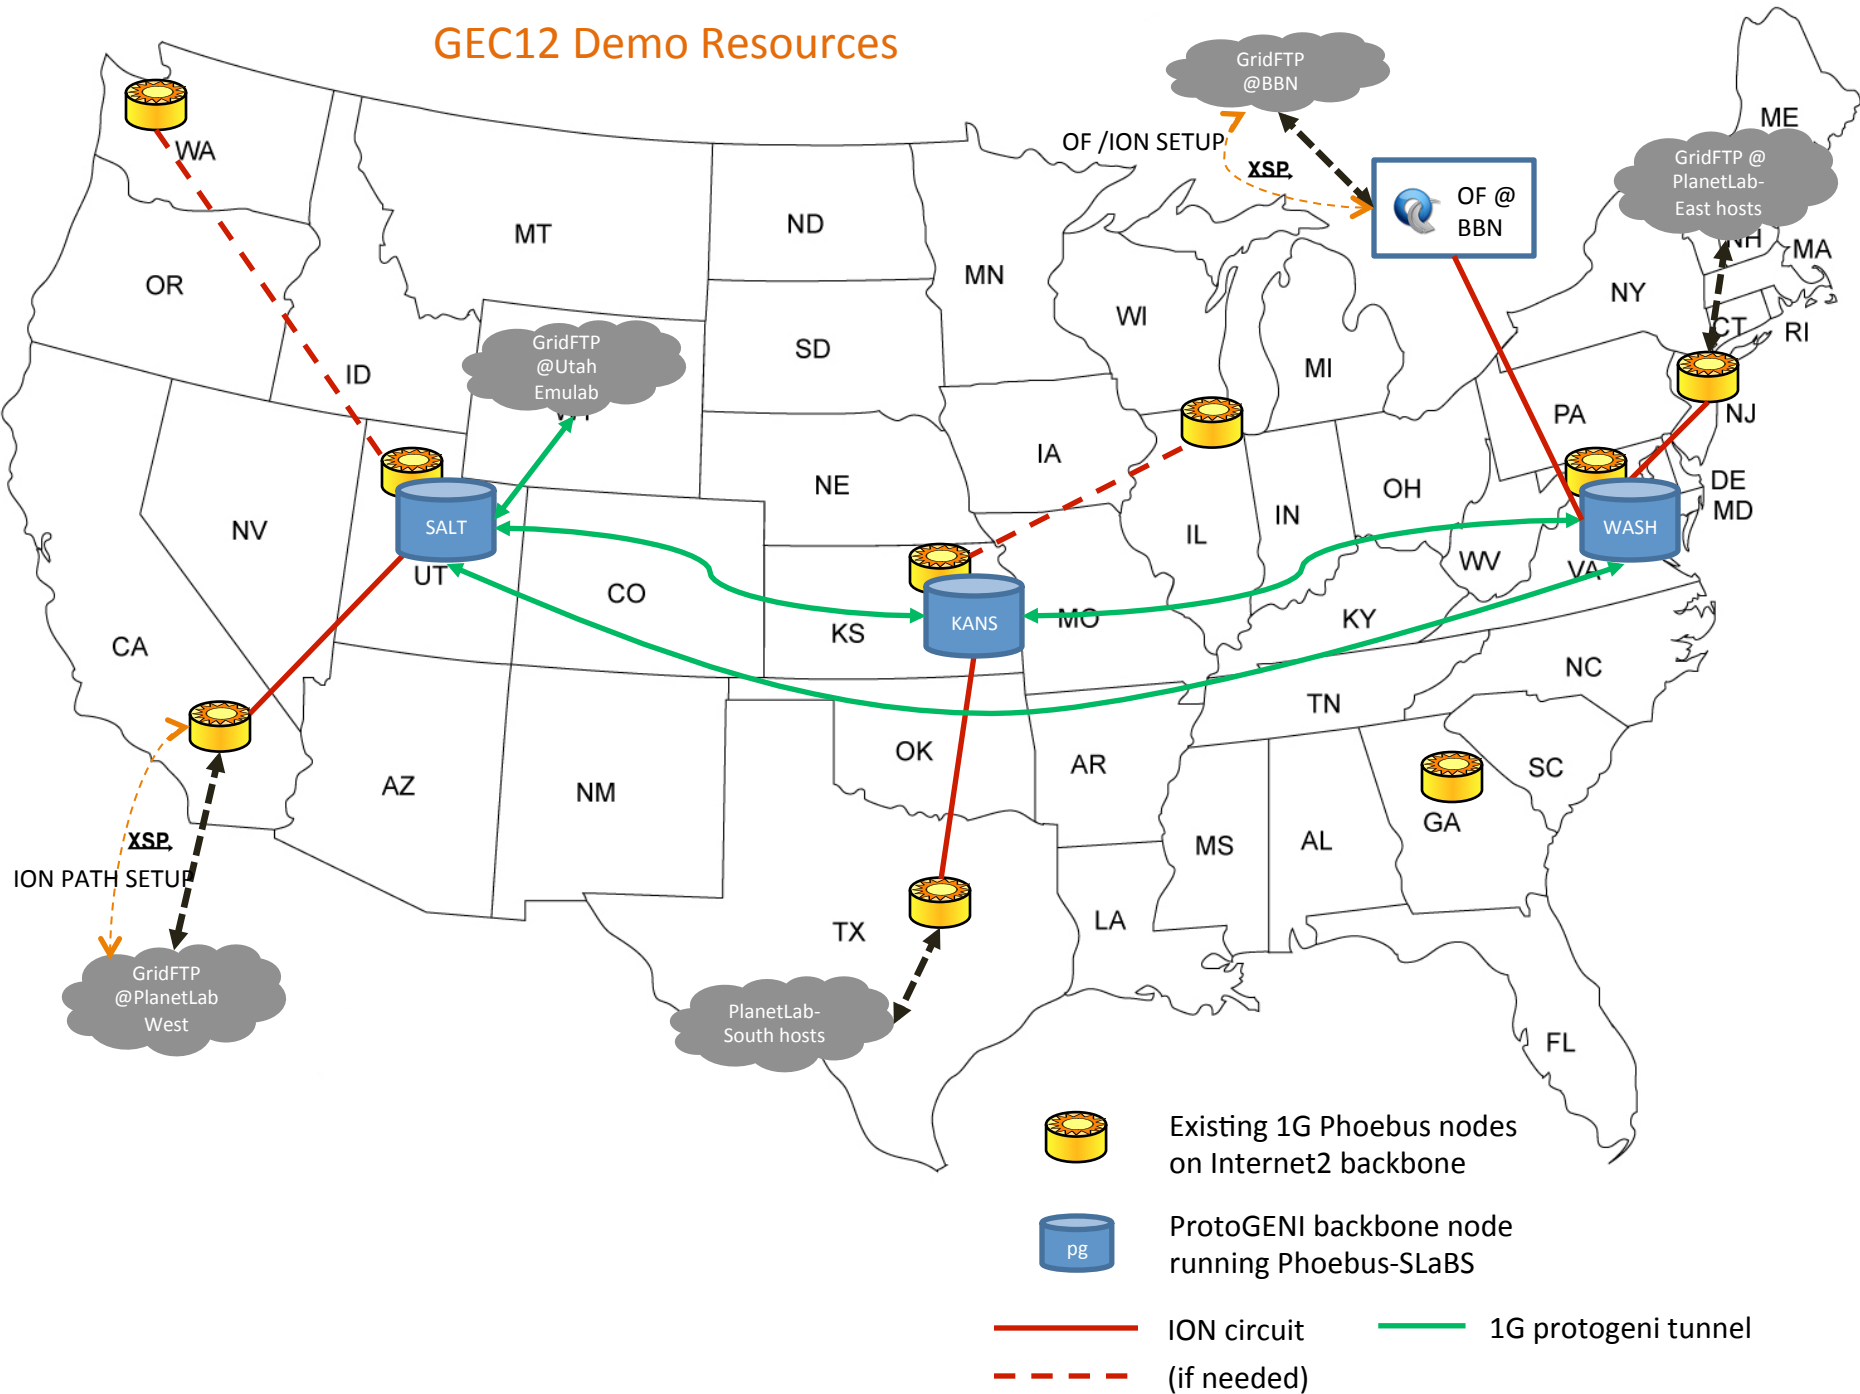 GEC12 Demo Resources
GridFTP
@BBN
OF /ION SETUP
XSP
OF @
BBN
GridFTP @
PlanetLab-
East hosts
ME
NH
MA
CT
RI
NY
WA
MT
ND
MN
OR
ID
SD
WI
MI
PA
NJ
GridFTP
@Utah
Emulab
WY
IA
NE
OH
DE
MD
NV
SALT
UT
CO
IL
IN
WV
VA
WASH
KS
KANS
MO
KY
CA
NC
TN
OK
AR
SC
AZ
NM
GA
MS
AL
XSP
ION PATH SETUP
TX
LA
GridFTP
@PlanetLab
West
PlanetLab-
South hosts
FL
Existing 1G Phoebus nodes
on Internet2 backbone
pg
ProtoGENI backbone node
running Phoebus-SLaBS
ION circuit
1G protogeni tunnel
(if needed)